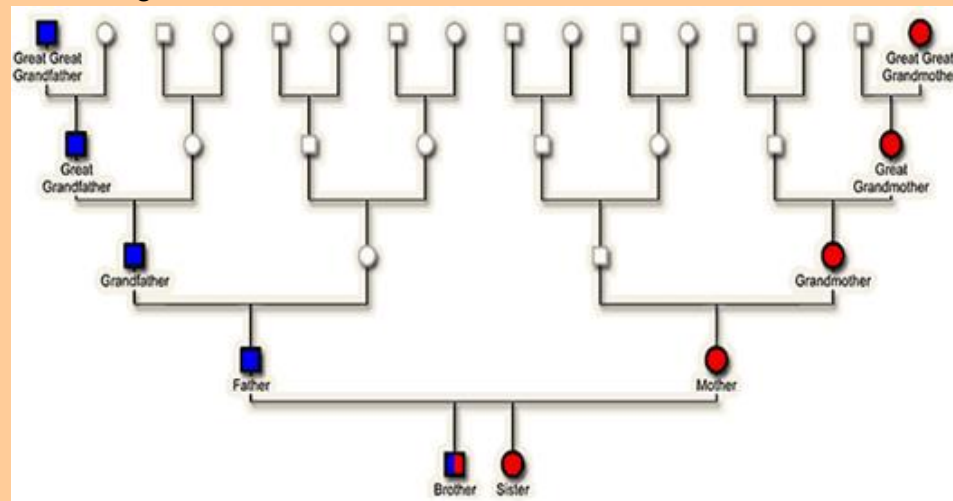 Great Great
Grandfather
Great Great
Grandmother
Great
Grandfather
Great
Grandmother
Grandfather
Grandmother
Father
Mother
Brother
Sister